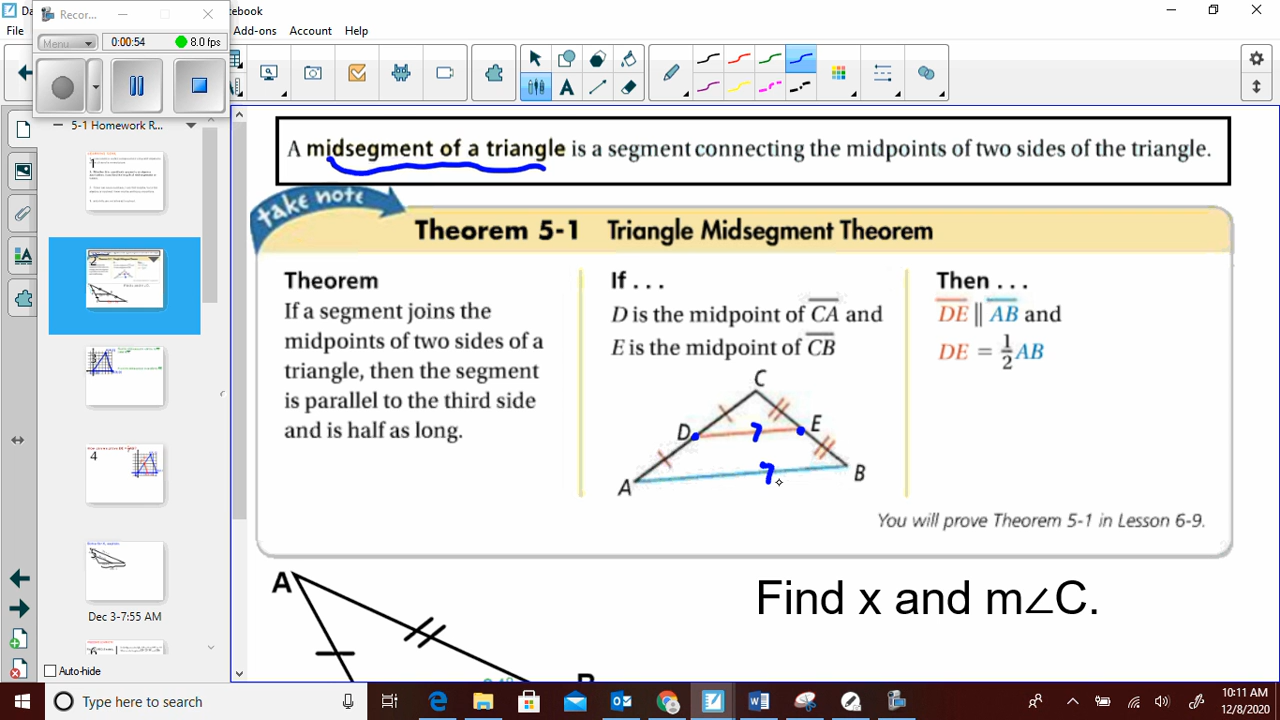 Recor...
Menu
0:00:54
8.0 fps
File
Add-ons
Account
Help
5-1 Homework R...
4
Dec 3-7:55 AM
Auto-hide
A midsegment of a triangle is a segment connecting the midpoints of two sides of the triangle.
take note
Theorem 5-1 Triangle Midsegment Theorem
Theorem
If a segment joins the
midpoints of two sides of a
triangle, then the segment
is parallel to the third side
and is half as long.
If . . .
D is the midpoint of C̅A̅ and
E is the midpoint of C̅B̅
C
D
E
7
A
7
B
Then . . .
D̅E̅ ∥ A̅B̅ and
DE = 1/2 AB
You will prove Theorem 5-1 in Lesson 6-9.
A
Find x and m∠C.
Type here to search
10:11 AM
12/8/2020